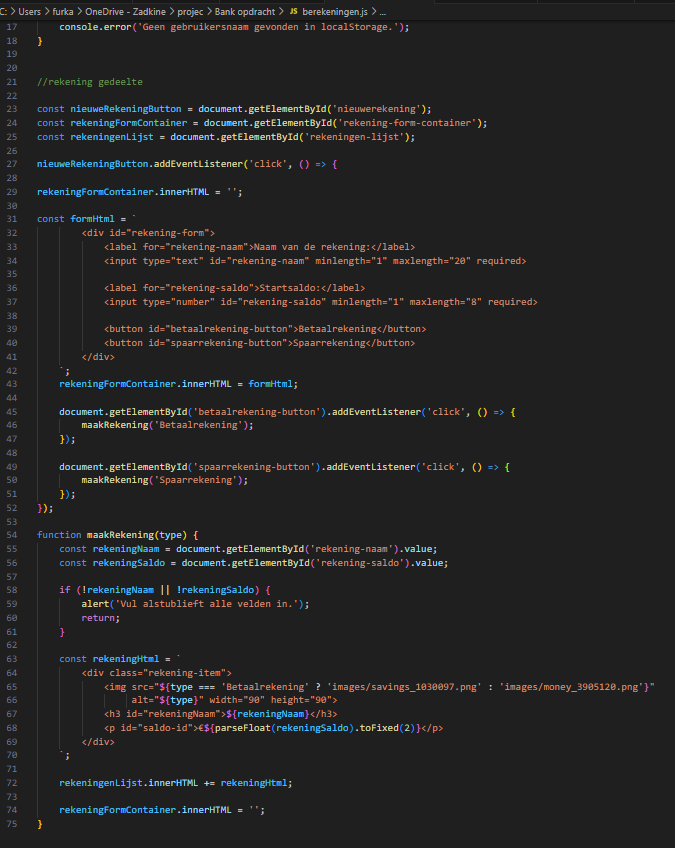 C: > Users > furka > OneDrive - Zadkine > projec > Bank opdracht > JS berekeningen.js > ...
17 console.error('Geen gebruikersnaam gevonden in localStorage.');
18 }
19
20
21 //rekening gedeelte
22
23 const nieuweRekeningButton = document.getElementById('nieuwerekening');
24 const rekeningFormContainer = document.getElementById('rekening-form-container');
25 const rekeningenLijst = document.getElementById('rekeningen-lijst');
26
27 nieuweRekeningButton.addEventListener('click', () => {
28
29 rekeningFormContainer.innerHTML = '';
30
31 const formHtml = `
32 <div id="rekening-form">
33 <label for="rekening-naam">Naam van de rekening:</label>
34 <input type="text" id="rekening-naam" minlength="1" maxlength="20" required>
35
36 <label for="rekening-saldo">Startsaldo:</label>
37 <input type="number" id="rekening-saldo" minlength="1" maxlength="8" required>
38
39 <button id="betaalrekening-button">Betaalrekening</button>
40 <button id="spaarrekening-button">Spaarrekening</button>
41 </div>
42 `;
43 rekeningFormContainer.innerHTML = formHtml;
44
45 document.getElementById('betaalrekening-button').addEventListener('click', () => {
46 maakRekening('Betaalrekening');
47 });
48
49 document.getElementById('spaarrekening-button').addEventListener('click', () => {
50 maakRekening('Spaarrekening');
51 });
52 });
53
54 function maakRekening(type) {
55 const rekeningNaam = document.getElementById('rekening-naam').value;
56 const rekeningSaldo = document.getElementById('rekening-saldo').value;
57
58 if (!rekeningNaam || !rekeningSaldo) {
59 alert('Vul alstublieft alle velden in.');
60 return;
61 }
62
63 const rekeningHtml = `
64 <div class="rekening-item">
65 <img src="${type === 'Betaalrekening' ? 'images/savings_1030097.png' : 'images/money_3905120.png'}"
66 alt="${type}" width="90" height="90">
67 <h3 id="rekeningNaam">${rekeningNaam}</h3>
68 <p id="saldo-id">€${parseFloat(rekeningSaldo).toFixed(2)}</p>
69 </div>
70 `;
71
72 rekeningenLijst.innerHTML += rekeningHtml;
73
74 rekeningFormContainer.innerHTML = '';
75 }